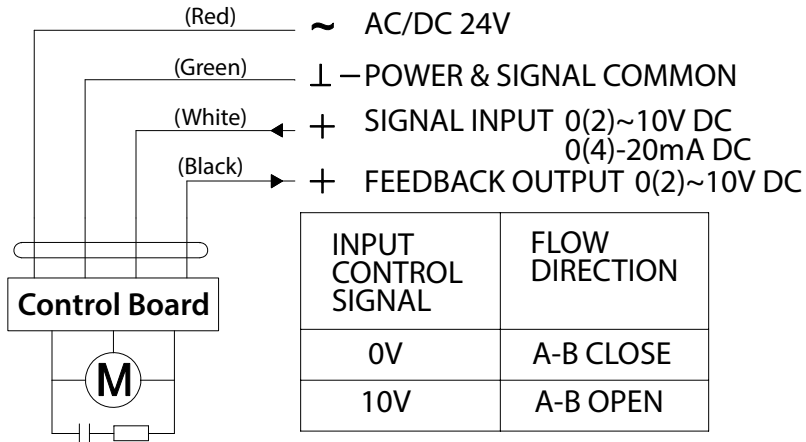 (Red) ~ AC/DC 24V
(Green) ⊥ – POWER & SIGNAL COMMON
(White) + SIGNAL INPUT 0(2)~10V DC
0(4)-20mA DC
(Black) + FEEDBACK OUTPUT 0(2)~10V DC
Control Board
M
INPUT
CONTROL
SIGNAL
FLOW
DIRECTION
0V A-B CLOSE
10V A-B OPEN